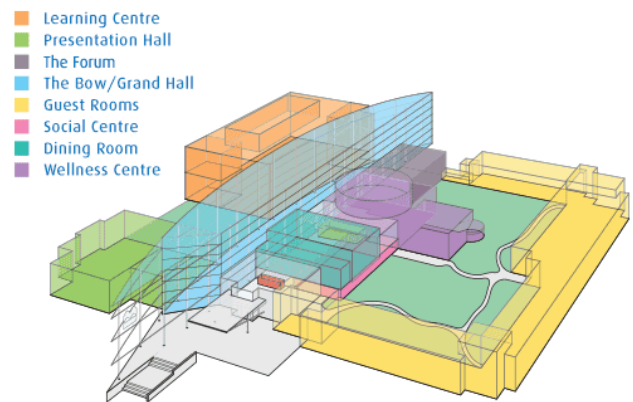 Learning Centre
Presentation Hall
The Forum
The Bow/Grand Hall
Guest Rooms
Social Centre
Dining Room
Wellness Centre